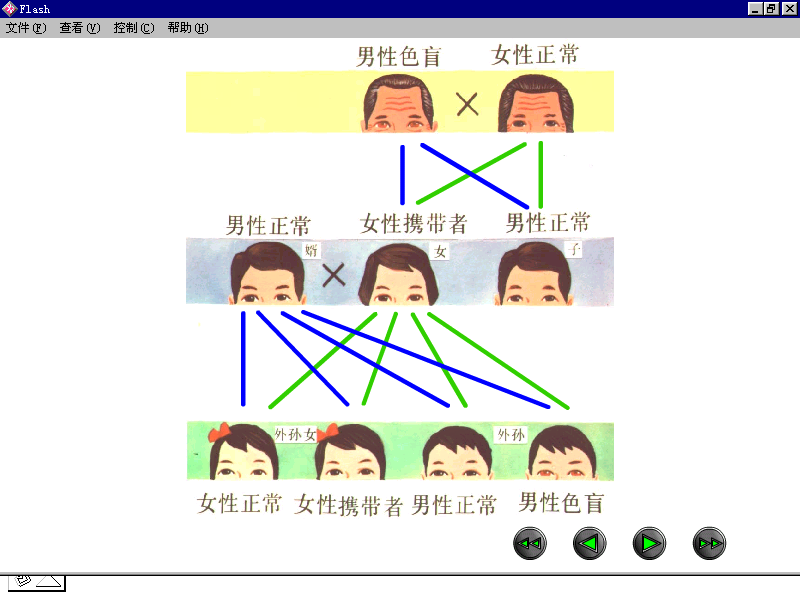 Flash
文件(F) 查看(V) 控制(C) 帮助(H)
男性色盲 女性正常
男性正常 女性携带者 男性正常
婿 女 子
外孙女 外孙
女性正常 女性携带者 男性正常 男性色盲